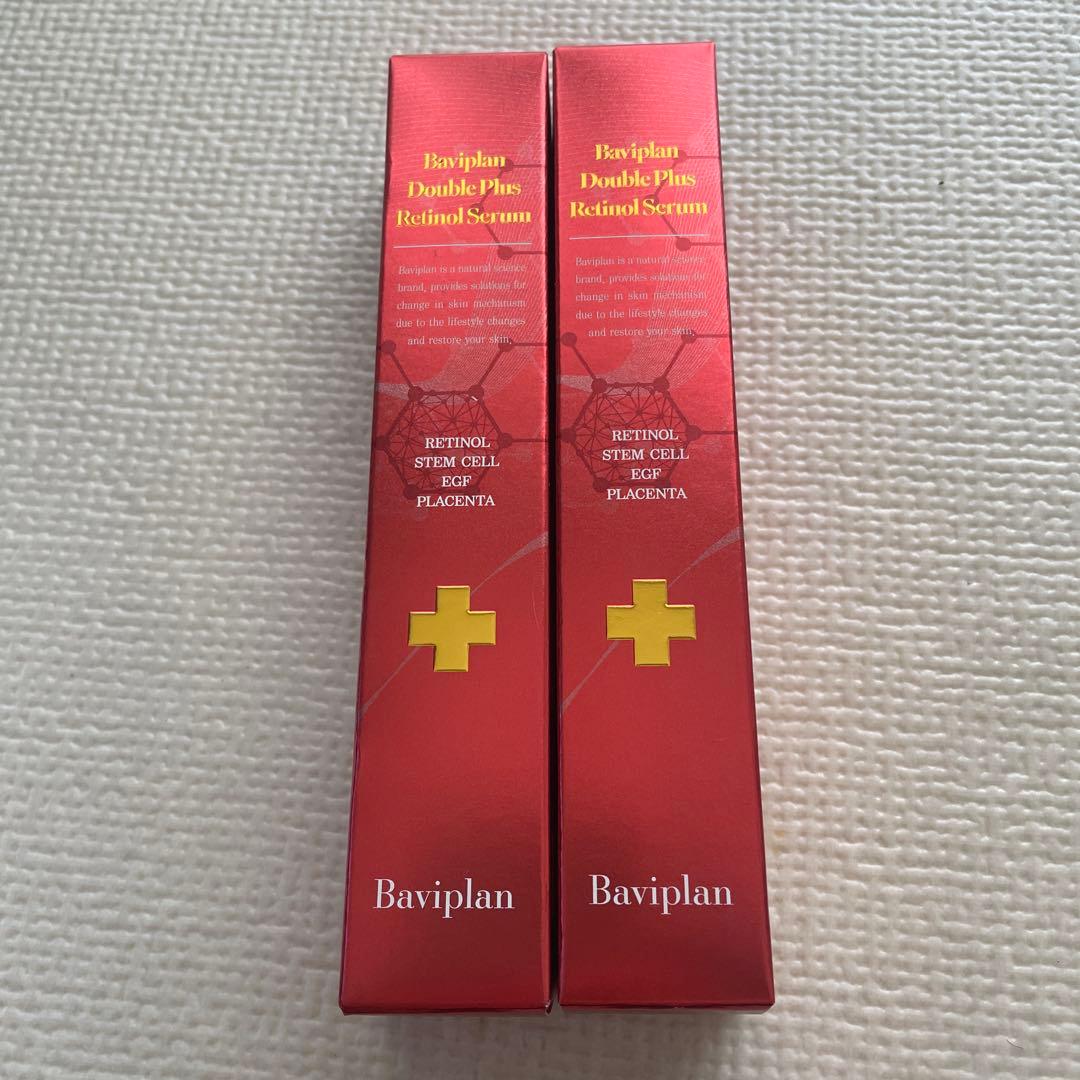 Baviplan
Double Plus
Retinol Serum
Baviplan is a natural science
brand, provides solutions for
change in skin mechanism
due to the lifestyle changes
and restore your skin.
RETINOL
STEM CELL
EGF
PLACENTA
Baviplan
Baviplan
Double Plus
Retinol Serum
Baviplan is a natural science
brand, provides solutions for
change in skin mechanism
due to the lifestyle changes
and restore your skin.
RETINOL
STEM CELL
EGF
PLACENTA
Baviplan